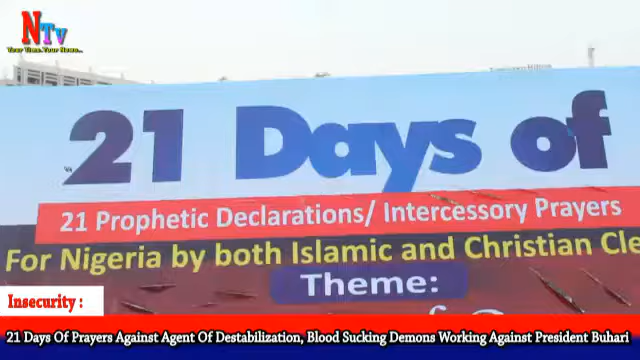 NTv
Your Time.Your News...
21 Days of
21 Prophetic Declarations/ Intercessory Prayers
For Nigeria by both Islamic and Christian Cle
Theme:
Insecurity :
21 Days Of Prayers Against Agent Of Destabilization, Blood Sucking Demons Working Against President Buhari